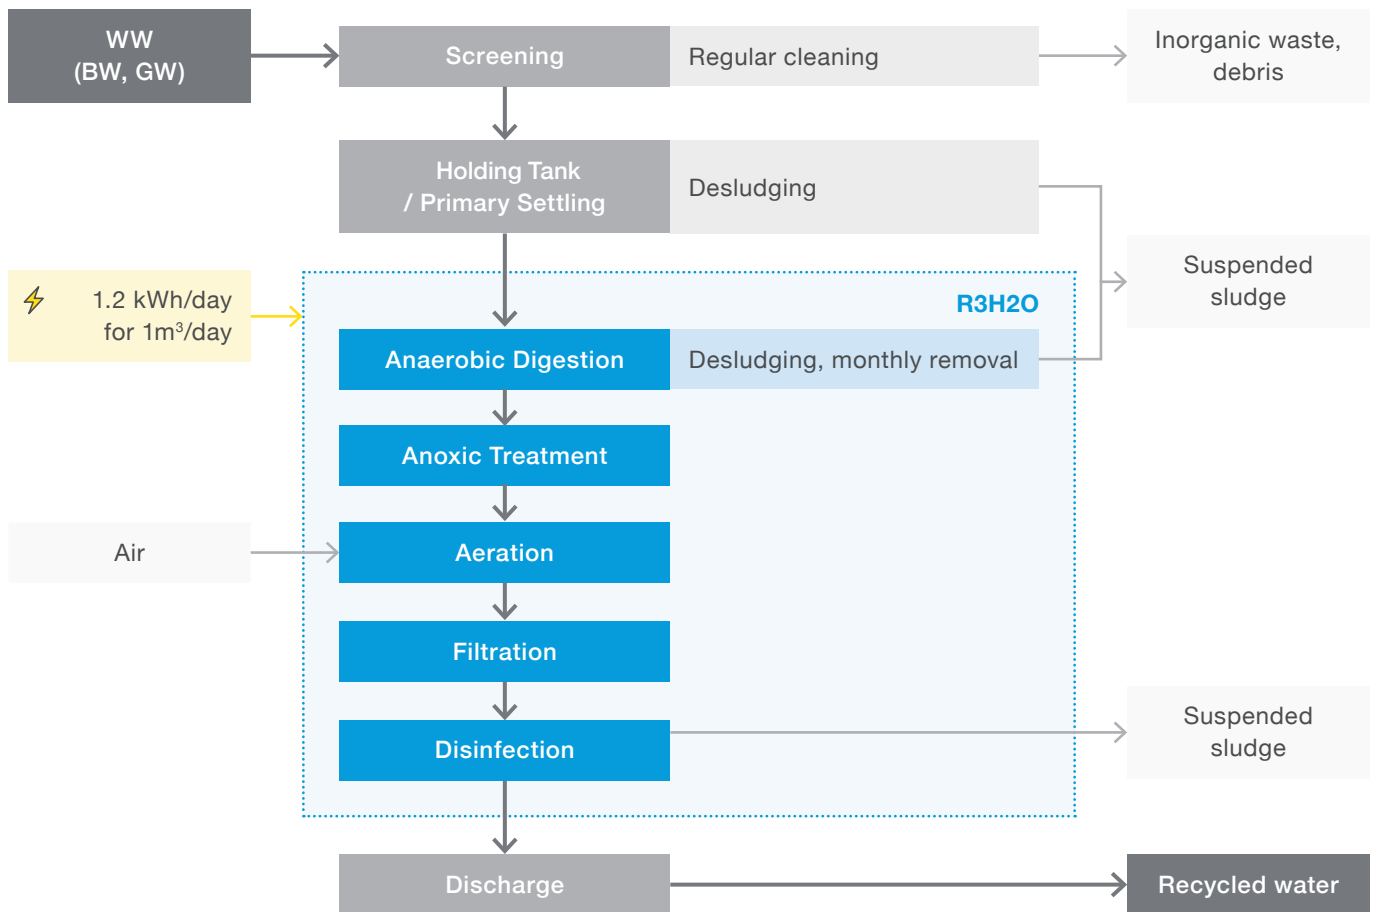 WW
(BW, GW)
Screening
Regular cleaning
Inorganic waste,
debris
Holding Tank
/ Primary Settling
Desludging
Suspended
sludge
1.2 kWh/day
for 1m³/day
R3H2O
Anaerobic Digestion
Desludging, monthly removal
Anoxic Treatment
Air
Aeration
Filtration
Disinfection
Suspended
sludge
Discharge
Recycled water